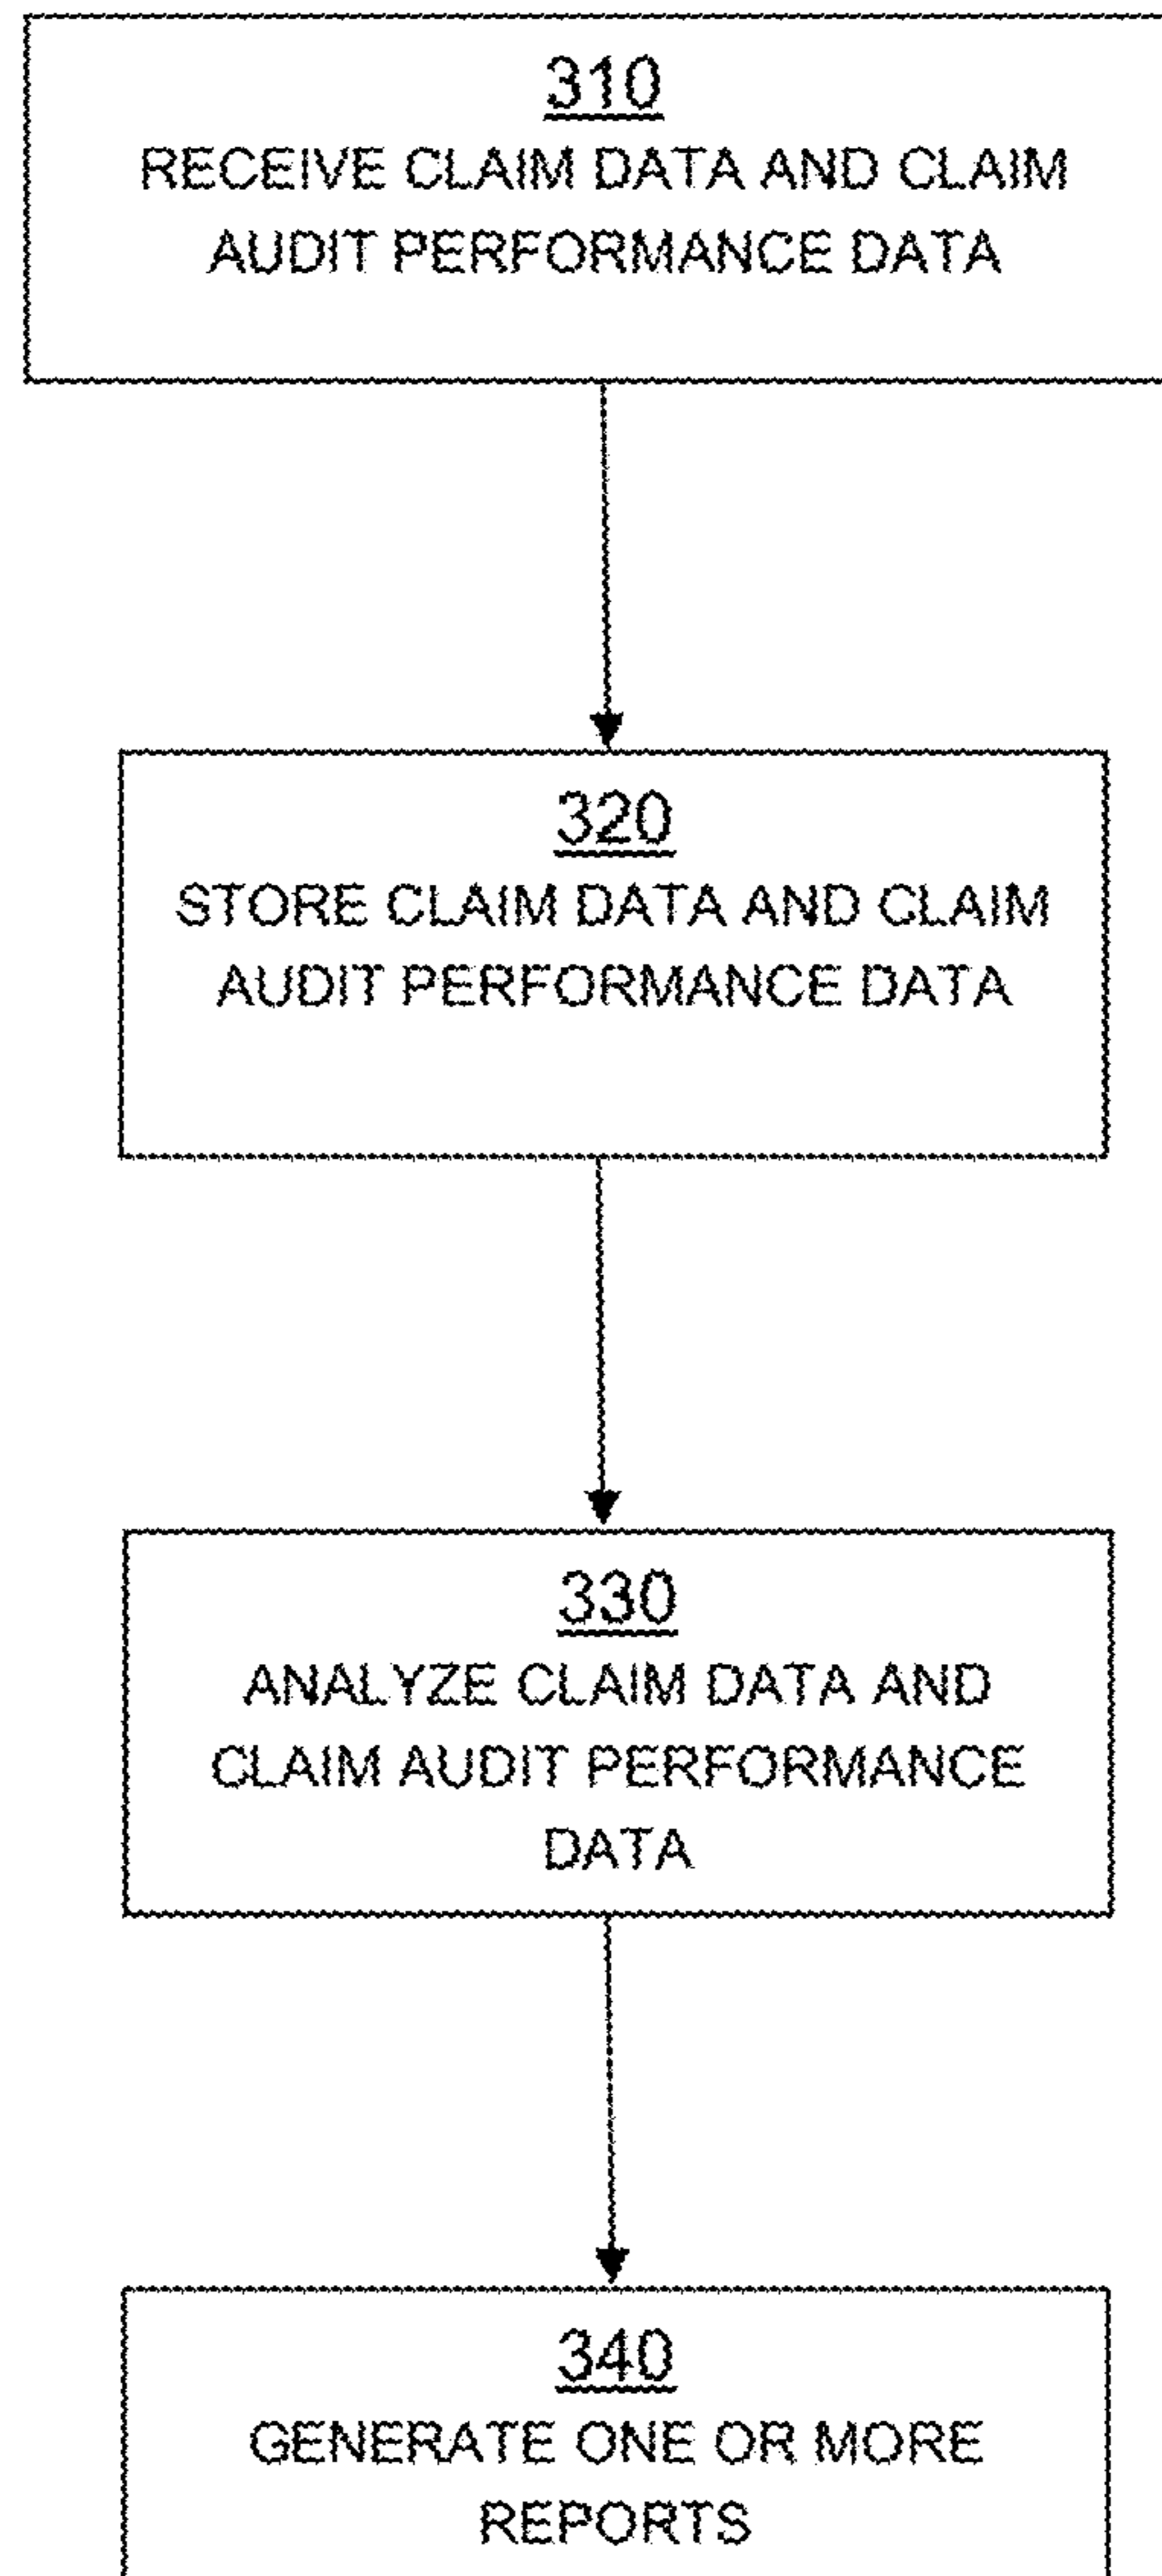 310
RECEIVE CLAIM DATA AND CLAIM
AUDIT PERFORMANCE DATA
320
STORE CLAIM DATA AND CLAIM
AUDIT PERFORMANCE DATA
330
ANALYZE CLAIM DATA AND
CLAIM AUDIT PERFORMANCE
DATA
340
GENERATE ONE OR MORE
REPORTS